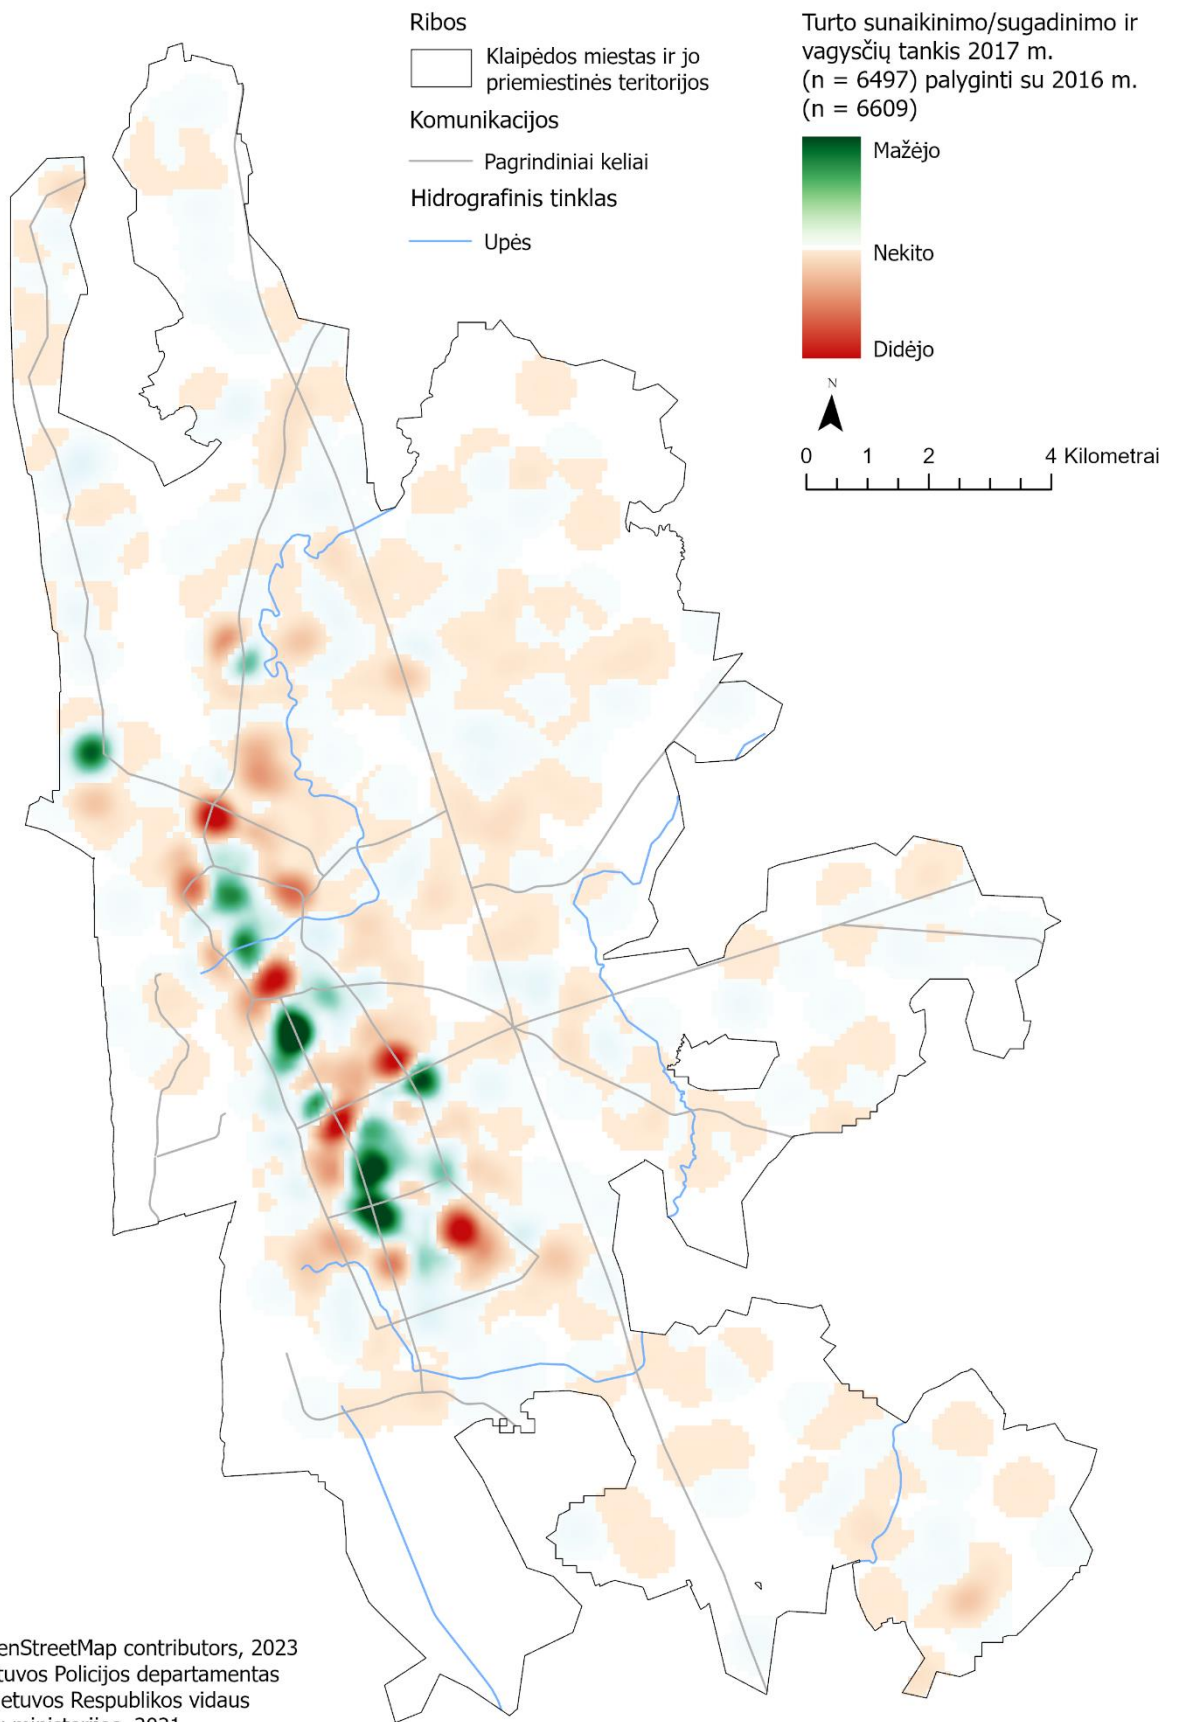 Ribos
Klaipėdos miestas ir jo
priemiestinės teritorijos
Komunikacijos
Pagrindiniai keliai
Hidrografinis tinklas
Upės
Turto sunaikinimo/sugadinimo ir
vagysčių tankis 2017 m.
(n = 6497) palyginti su 2016 m.
(n = 6609)
Mažėjo
Nekito
Didėjo
N
0 1 2 4 Kilometrai
enStreetMap contributors, 2023
tuvos Policijos departamentas
ietuvos Respublikos vidaus